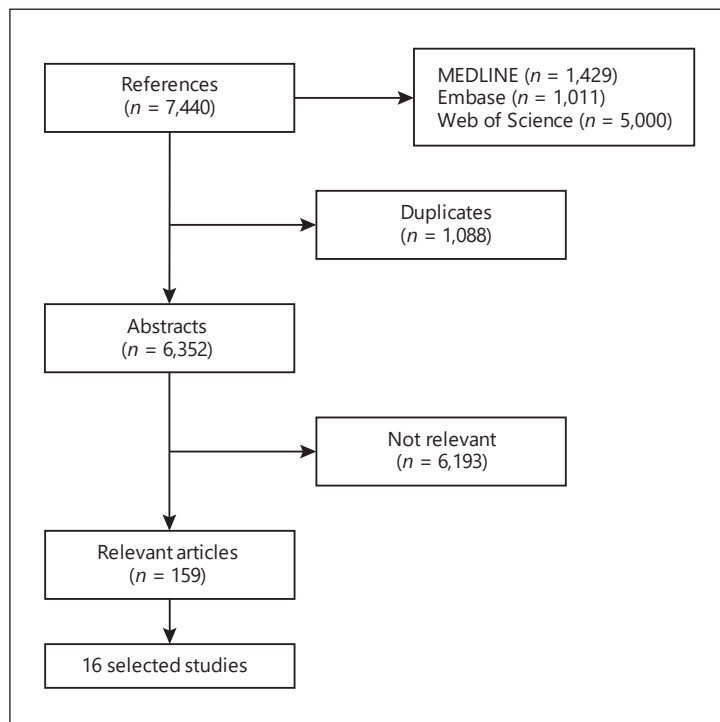 References
(n = 7,440)
MEDLINE (n = 1,429)
Embase (n = 1,011)
Web of Science (n = 5,000)
Duplicates
(n = 1,088)
Abstracts
(n = 6,352)
Not relevant
(n = 6,193)
Relevant articles
(n = 159)
16 selected studies